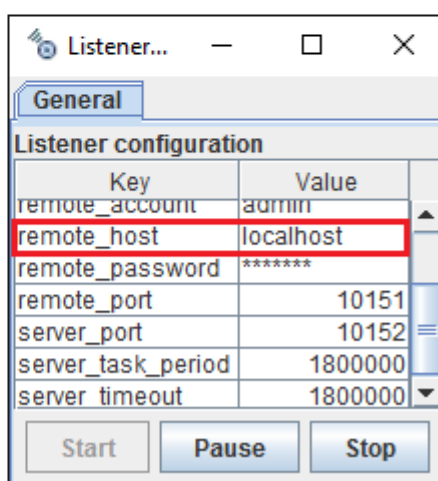 Listener...
General
Listener configuration
Key Value
remote_account admin
remote_host localhost
remote_password *******
remote_port 10151
server_port 10152
server_task_period 1800000
server_timeout 1800000
Start Pause Stop